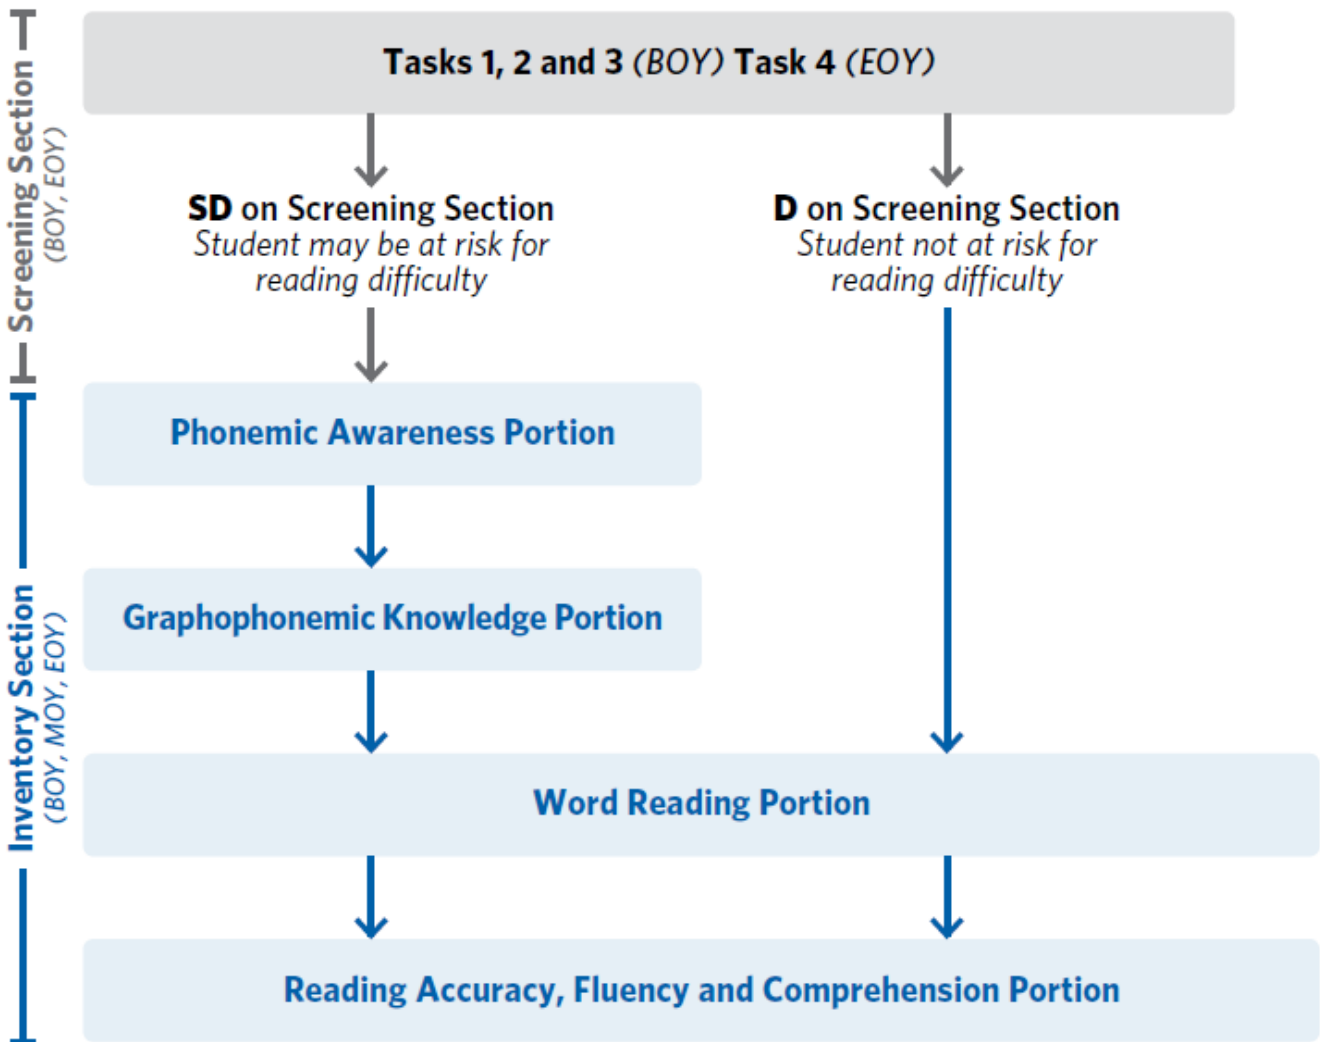 Screening Section
(BOY, EOY)
Tasks 1, 2 and 3 (BOY) Task 4 (EOY)
SD on Screening Section
Student may be at risk for
reading difficulty
D on Screening Section
Student not at risk for
reading difficulty
Inventory Section
(BOY, MOY, EOY)
Phonemic Awareness Portion
Graphophonemic Knowledge Portion
Word Reading Portion
Reading Accuracy, Fluency and Comprehension Portion